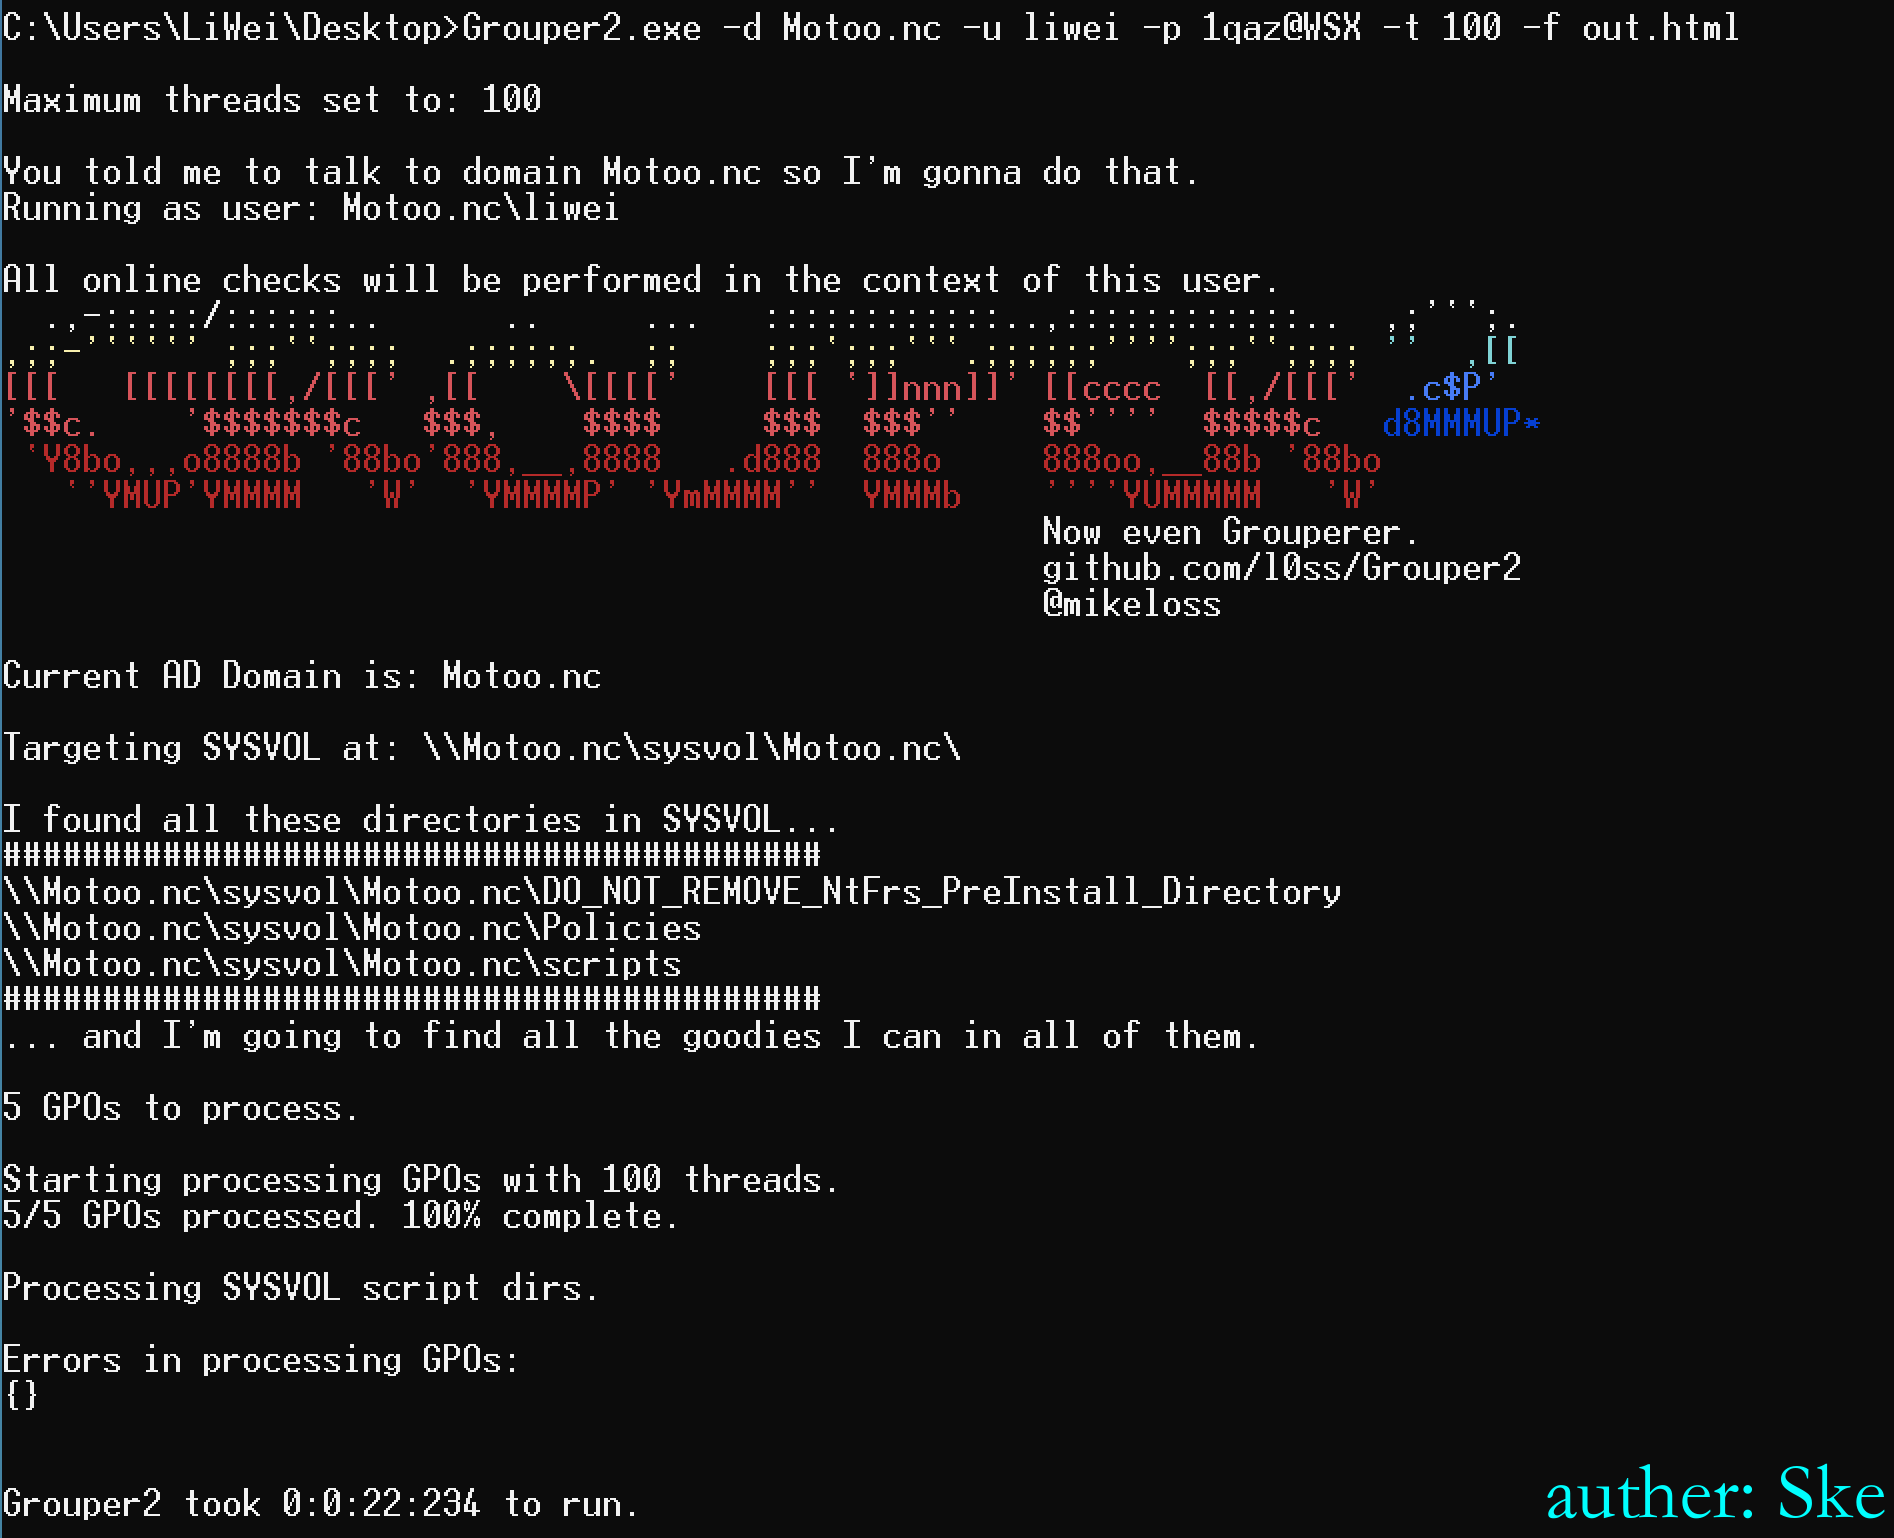 C:\Users\LiWei\Desktop>Grouper2.exe -d Motoo.nc -u liwei -p 1qaz@WSX -t 100 -f out.html
Maximum threads set to: 100
You told me to talk to domain Motoo.nc so I'm gonna do that.
Running as user: Motoo.nc\liwei
All online checks will be performed in the context of this user.
Now even Grouperer.
github.com/l0ss/Grouper2
@mikeloss
Current AD Domain is: Motoo.nc
Targeting SYSVOL at: \\Motoo.nc\sysvol\Motoo.nc\
I found all these directories in SYSVOL...
#########################################
\\Motoo.nc\sysvol\Motoo.nc\DO_NOT_REMOVE_NtFrs_PreInstall_Directory
\\Motoo.nc\sysvol\Motoo.nc\Policies
\\Motoo.nc\sysvol\Motoo.nc\scripts
#########################################
... and I'm going to find all the goodies I can in all of them.
5 GPOs to process.
Starting processing GPOs with 100 threads.
5/5 GPOs processed. 100% complete.
Processing SYSVOL script dirs.
Errors in processing GPOs:
{}
Grouper2 took 0:0:22:234 to run.
auther: Ske